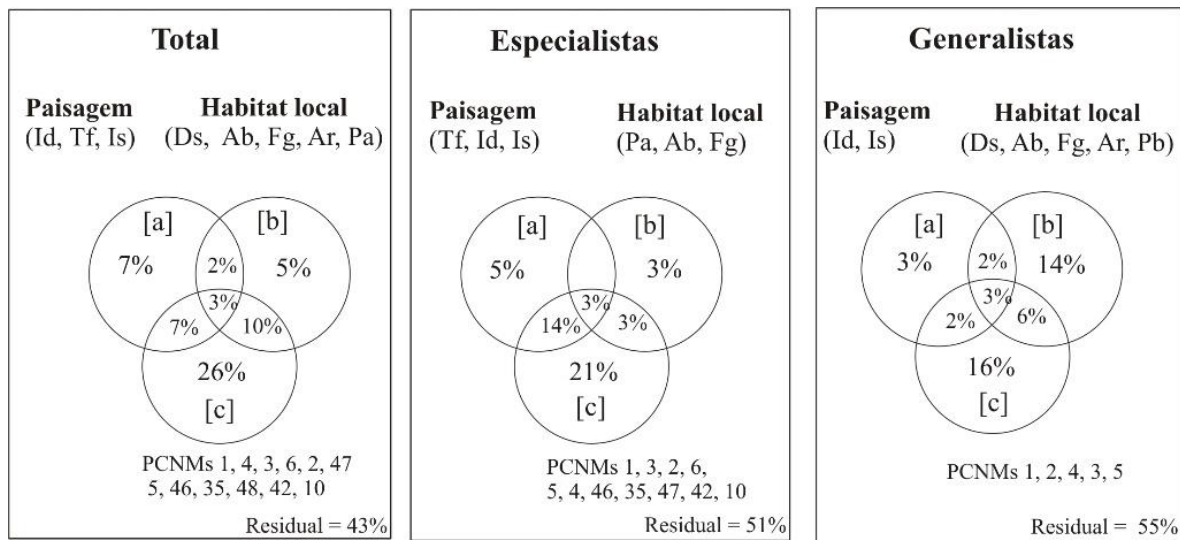 Total
Paisagem Habitat local
(Id, Tf, Is) (Ds, Ab, Fg, Ar, Pa)
[a] [b]
7% 2% 5%
3%
7% 10%
26%
[c]
PCNMs 1, 4, 3, 6, 2, 47
5, 46, 35, 48, 42, 10
Residual = 43%
Especialistas
Paisagem Habitat local
(Tf, Id, Is) (Pa, Ab, Fg)
[a] [b]
5% 3%
3%
14% 3%
21%
[c]
PCNMs 1, 3, 2, 6,
5, 4, 46, 35, 47, 42, 10
Residual = 51%
Generalistas
Paisagem Habitat local
(Id, Is) (Ds, Ab, Fg, Ar, Pb)
[a] [b]
3% 2% 14%
3%
2% 6%
16%
[c]
PCNMs 1, 2, 4, 3, 5
Residual = 55%